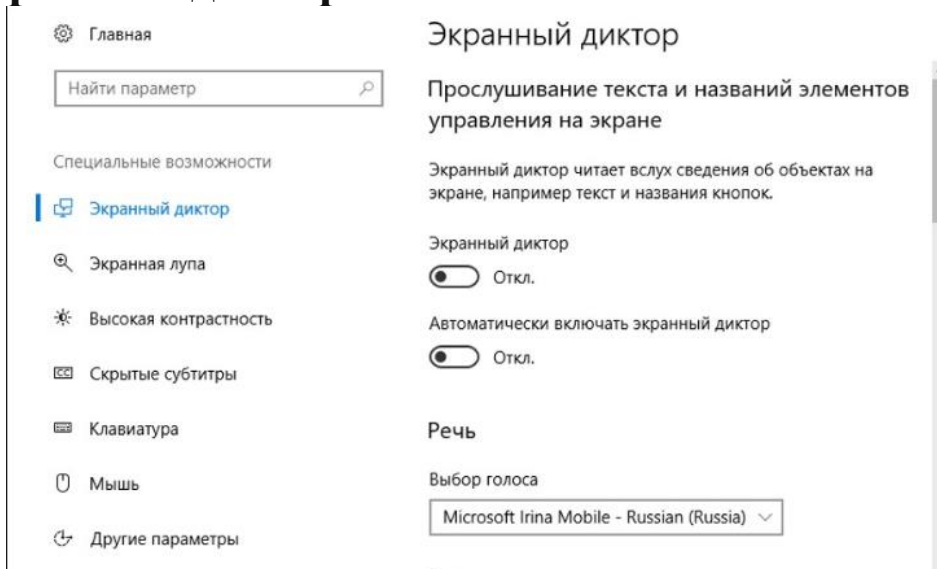 Главная
Найти параметр
Специальные возможности
Экранный диктор
Экранная лупа
Высокая контрастность
CC Скрытые субтитры
Клавиатура
Мышь
Другие параметры
Экранный диктор
Прослушивание текста и названий элементов
управления на экране
Экранный диктор читает вслух сведения об объектах на
экране, например текст и названия кнопок.
Экранный диктор
Откл.
Автоматически включать экранный диктор
Откл.
Речь
Выбор голоса
Microsoft Irina Mobile - Russian (Russia)